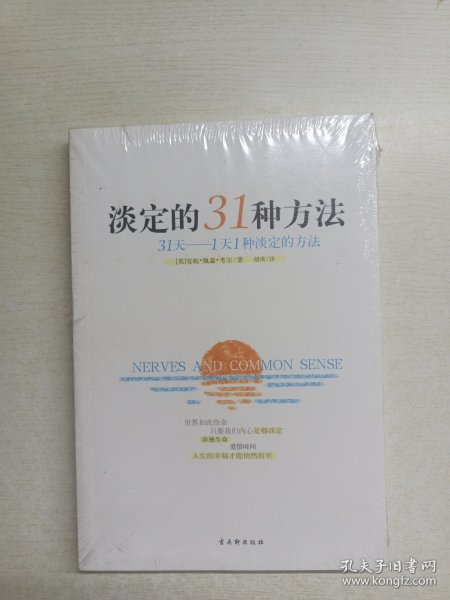 淡定的31种方法
31天——1天1种淡定的方法
[英]安妮·佩森·考尔/著 胡彧/译
NERVES AND COMMON SENSE
世界如此纷杂
只要我们内心足够淡定
珍视生命
爱惜时间
人生的幸福才能悄然而至
古吴轩出版社
孔夫子旧书网
www.kongfz.com